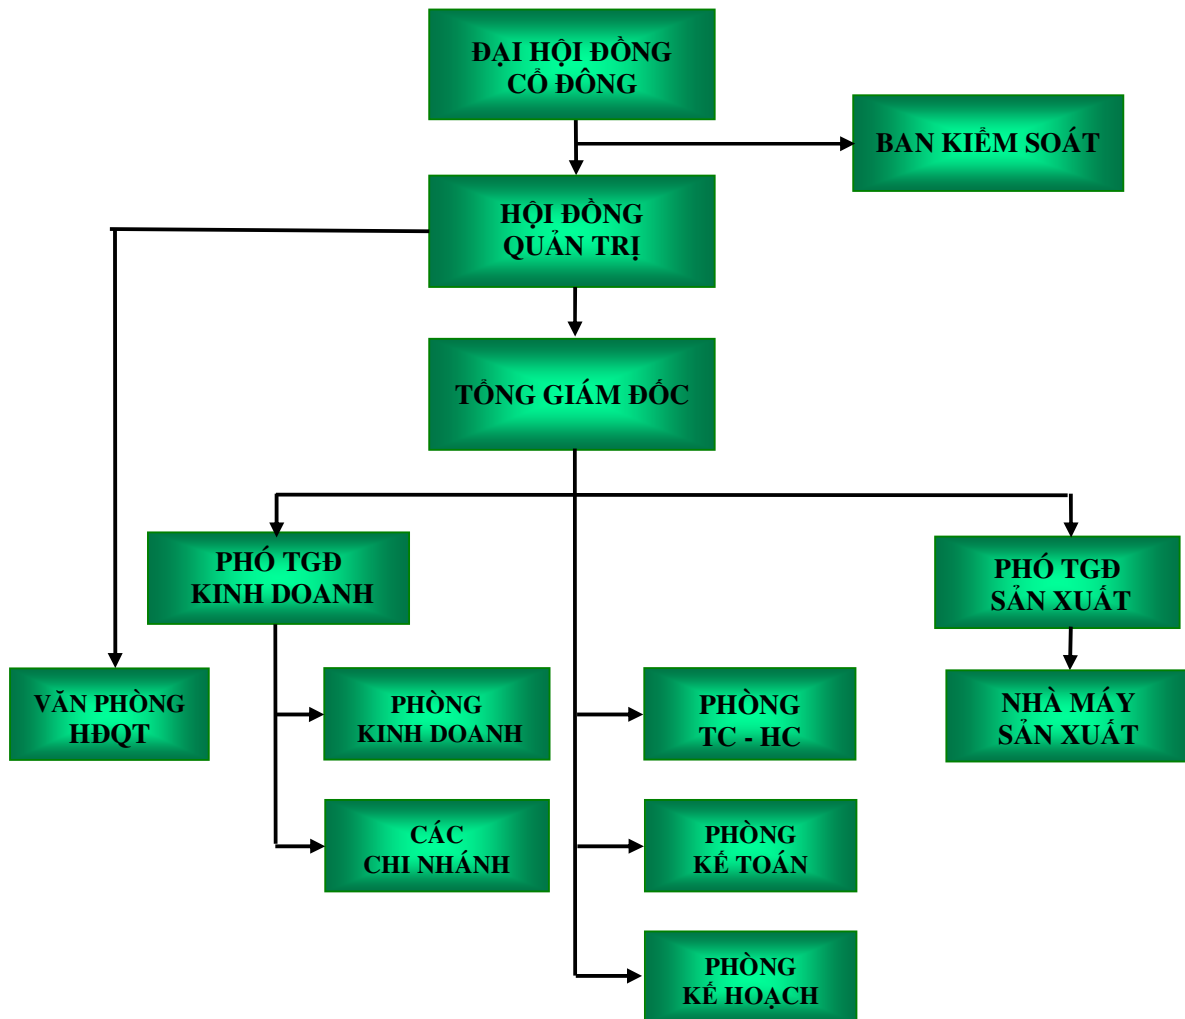 ĐẠI HỘI ĐỒNG
CỔ ĐÔNG
BAN KIỂM SOÁT
HỘI ĐỒNG
QUẢN TRỊ
TỔNG GIÁM ĐỐC
PHÓ TGĐ
KINH DOANH
PHÓ TGĐ
SẢN XUẤT
VĂN PHÒNG
HĐQT
PHÒNG
KINH DOANH
PHÒNG
TC - HC
NHÀ MÁY
SẢN XUẤT
CÁC
CHI NHÁNH
PHÒNG
KẾ TOÁN
PHÒNG
KẾ HOẠCH